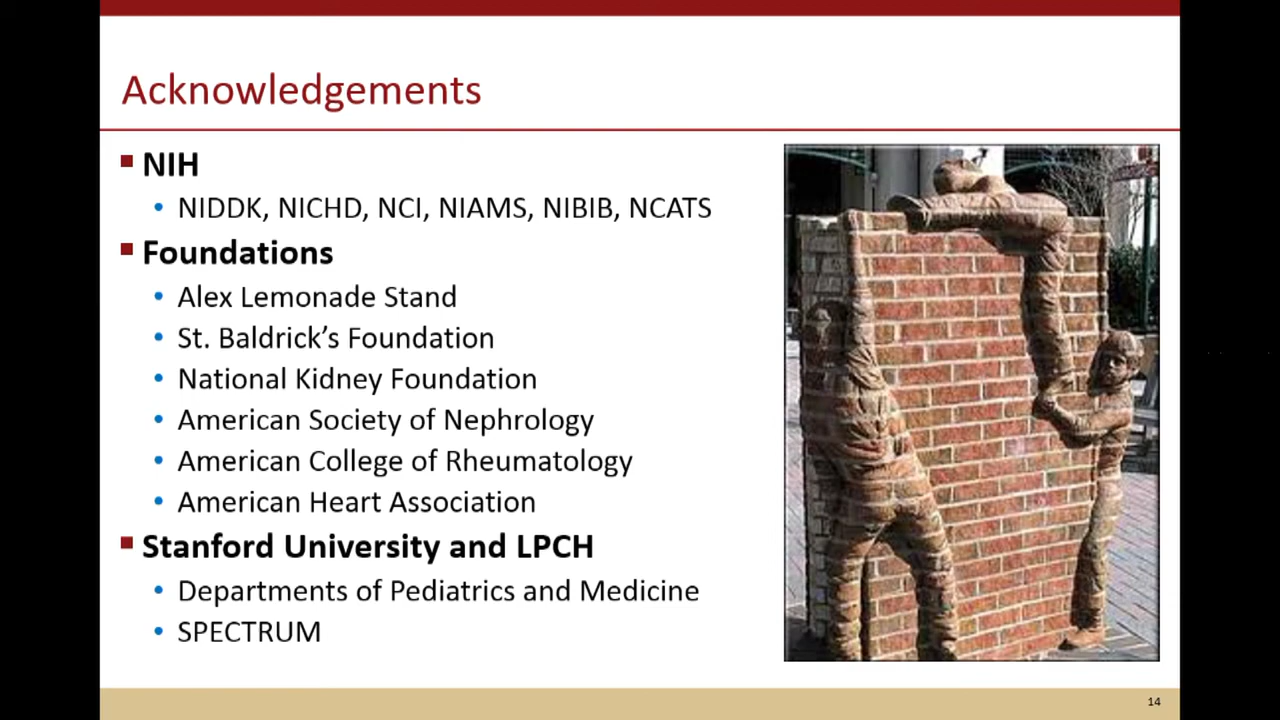 Acknowledgements
NIH
NIDDK, NICHD, NCI, NIAMS, NIBIB, NCATS
Foundations
Alex Lemonade Stand
St. Baldrick’s Foundation
National Kidney Foundation
American Society of Nephrology
American College of Rheumatology
American Heart Association
Stanford University and LPCH
Departments of Pediatrics and Medicine
SPECTRUM
14